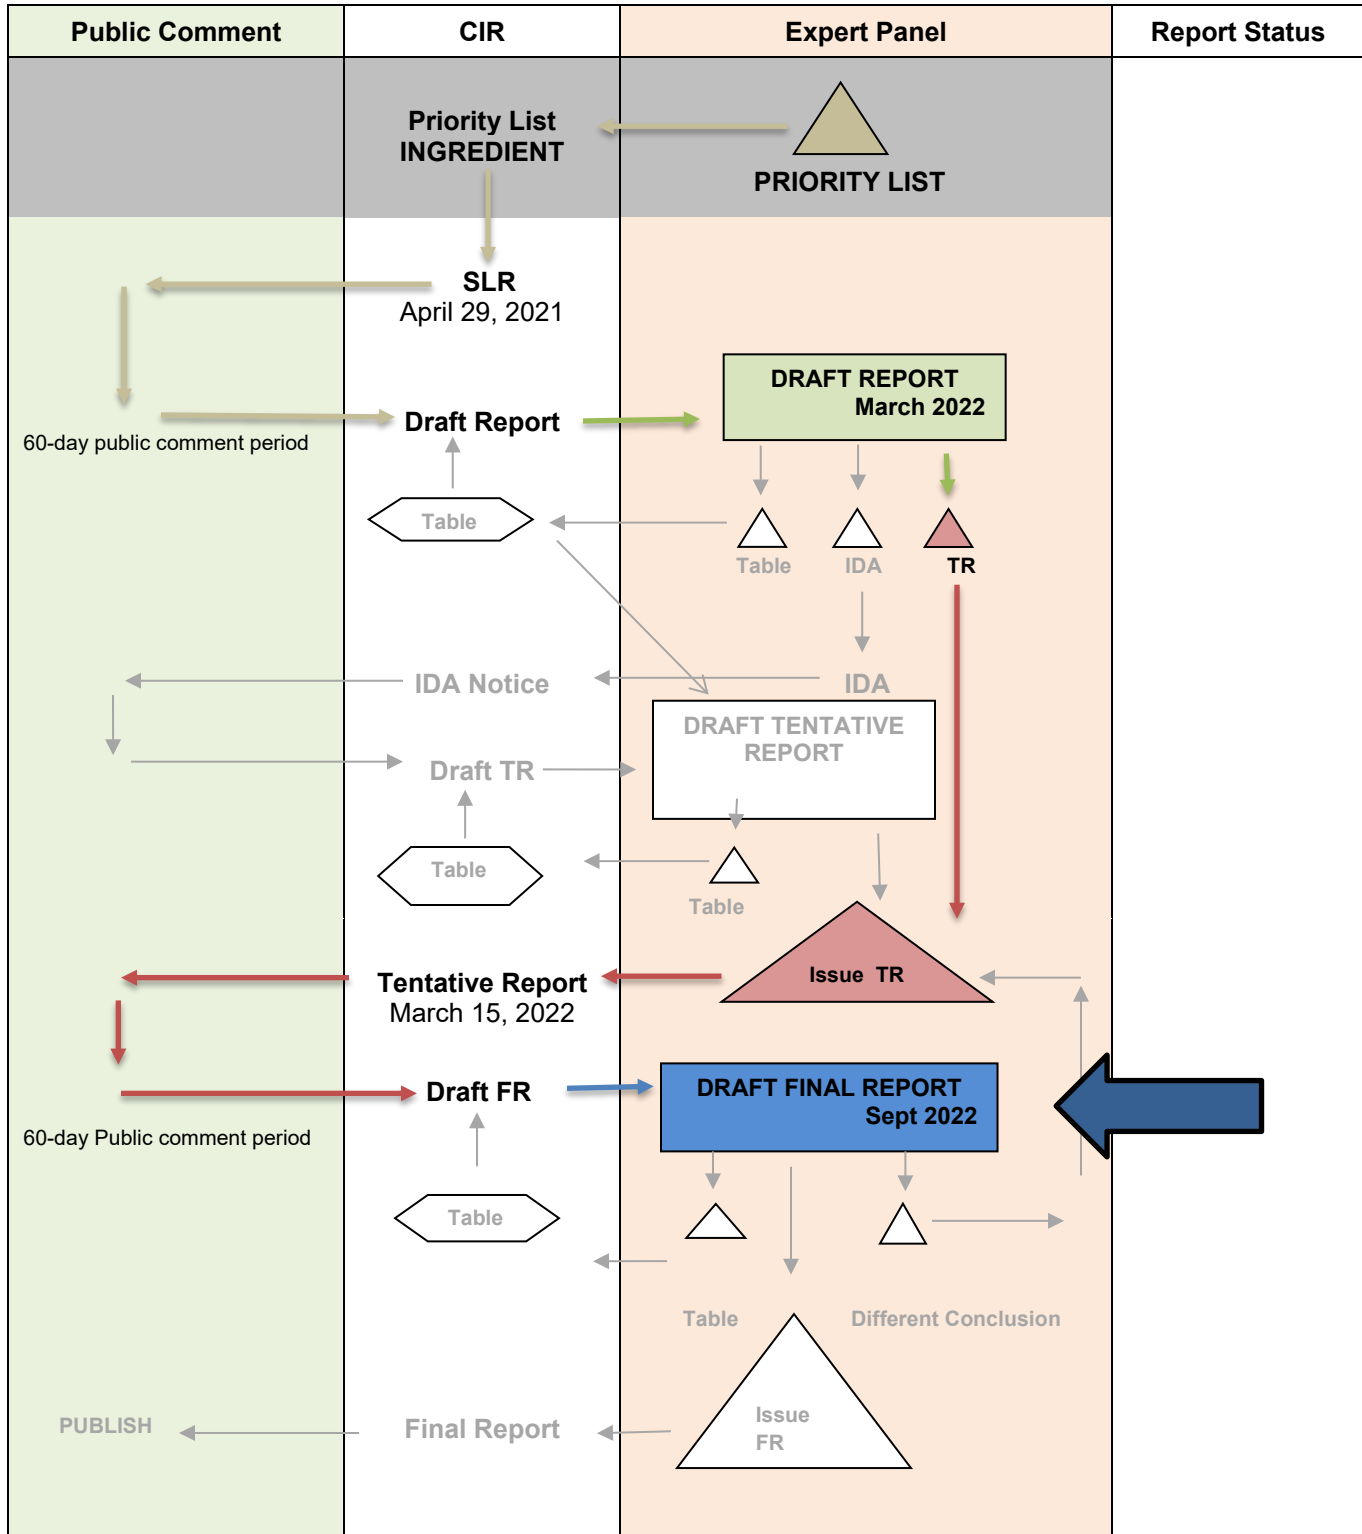 Public Comment
CIR
Expert Panel
Report Status
Priority List
INGREDIENT
PRIORITY LIST
SLR
April 29, 2021
60-day public comment period
Draft Report
DRAFT REPORT
March 2022
Table
Table
IDA
TR
IDA Notice
IDA
DRAFT TENTATIVE
REPORT
Draft TR
Table
Table
Issue TR
Tentative Report
March 15, 2022
60-day Public comment period
Draft FR
DRAFT FINAL REPORT
Sept 2022
Table
Table
Different Conclusion
PUBLISH
Final Report
Issue
FR